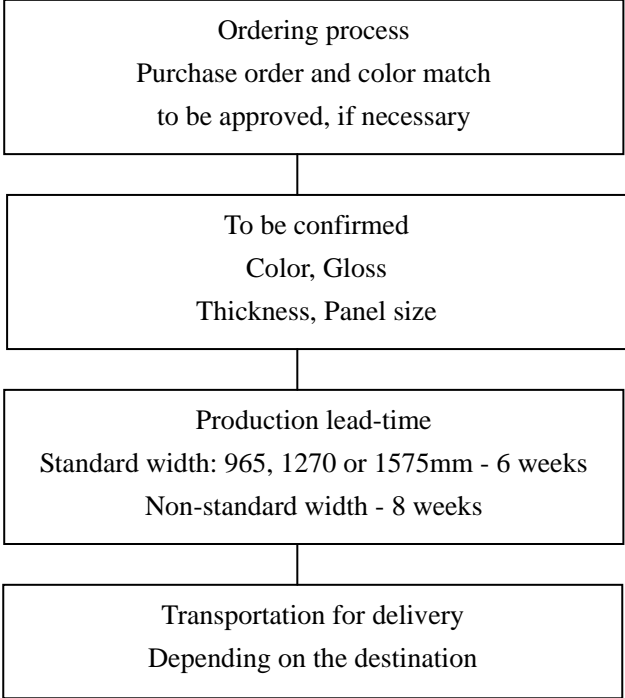 Ordering process
Purchase order and color match
to be approved, if necessary
To be confirmed
Color, Gloss
Thickness, Panel size
Production lead-time
Standard width: 965, 1270 or 1575mm - 6 weeks
Non-standard width - 8 weeks
Transportation for delivery
Depending on the destination